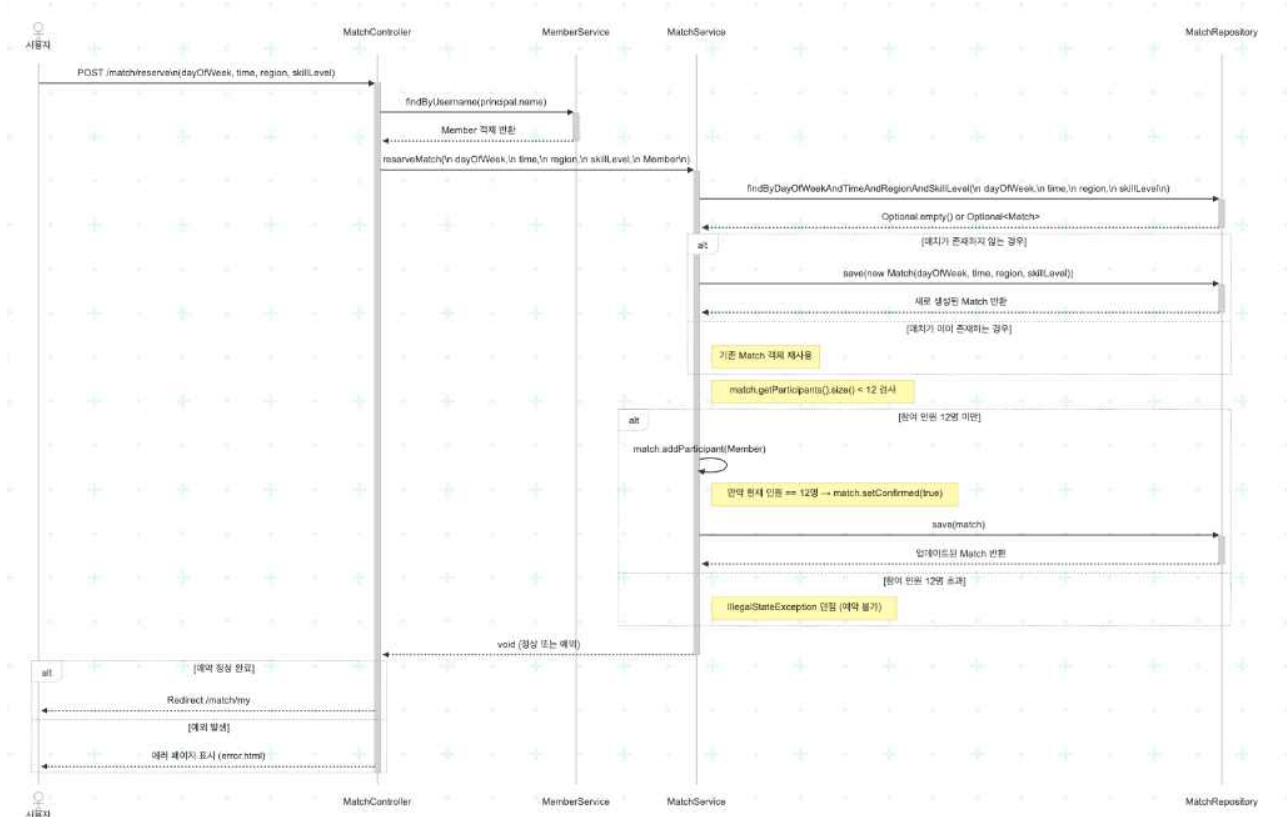 사용자
MatchController
MemberService
MatchService
MatchRepository
POST /match/reserve\n(dayOfWeek, time, region, skillLevel)
findByUsername(principal.name)
Member 객체 반환
reserveMatch(\n dayOfWeek,\n time,\n region,\n skillLevel,\n Member\n)
findByDayOfWeekAndTimeAndRegionAndSkillLevel(\n dayOfWeek,\n time,\n region,\n skillLevel\n)
Optional.empty() or Optional<Match>
alt
[매치가 존재하지 않는 경우]
save(new Match(dayOfWeek, time, region, skillLevel))
새로 생성된 Match 반환
[매치가 이미 존재하는 경우]
기존 Match 객체 재사용
match.getParticipants().size() < 12 검사
alt
[참여 인원 12명 미만]
match.addParticipant(Member)
만약 현재 인원 == 12명 → match.setConfirmed(true)
save(match)
업데이트된 Match 반환
[참여 인원 12명 초과]
IllegalStateException 던짐 (예약 불가)
void (정상 또는 예외)
alt
[예약 정상 완료]
Redirect /match/my
[예외 발생]
에러 페이지 표시 (error.html)
사용자
MatchController
MemberService
MatchService
MatchRepository